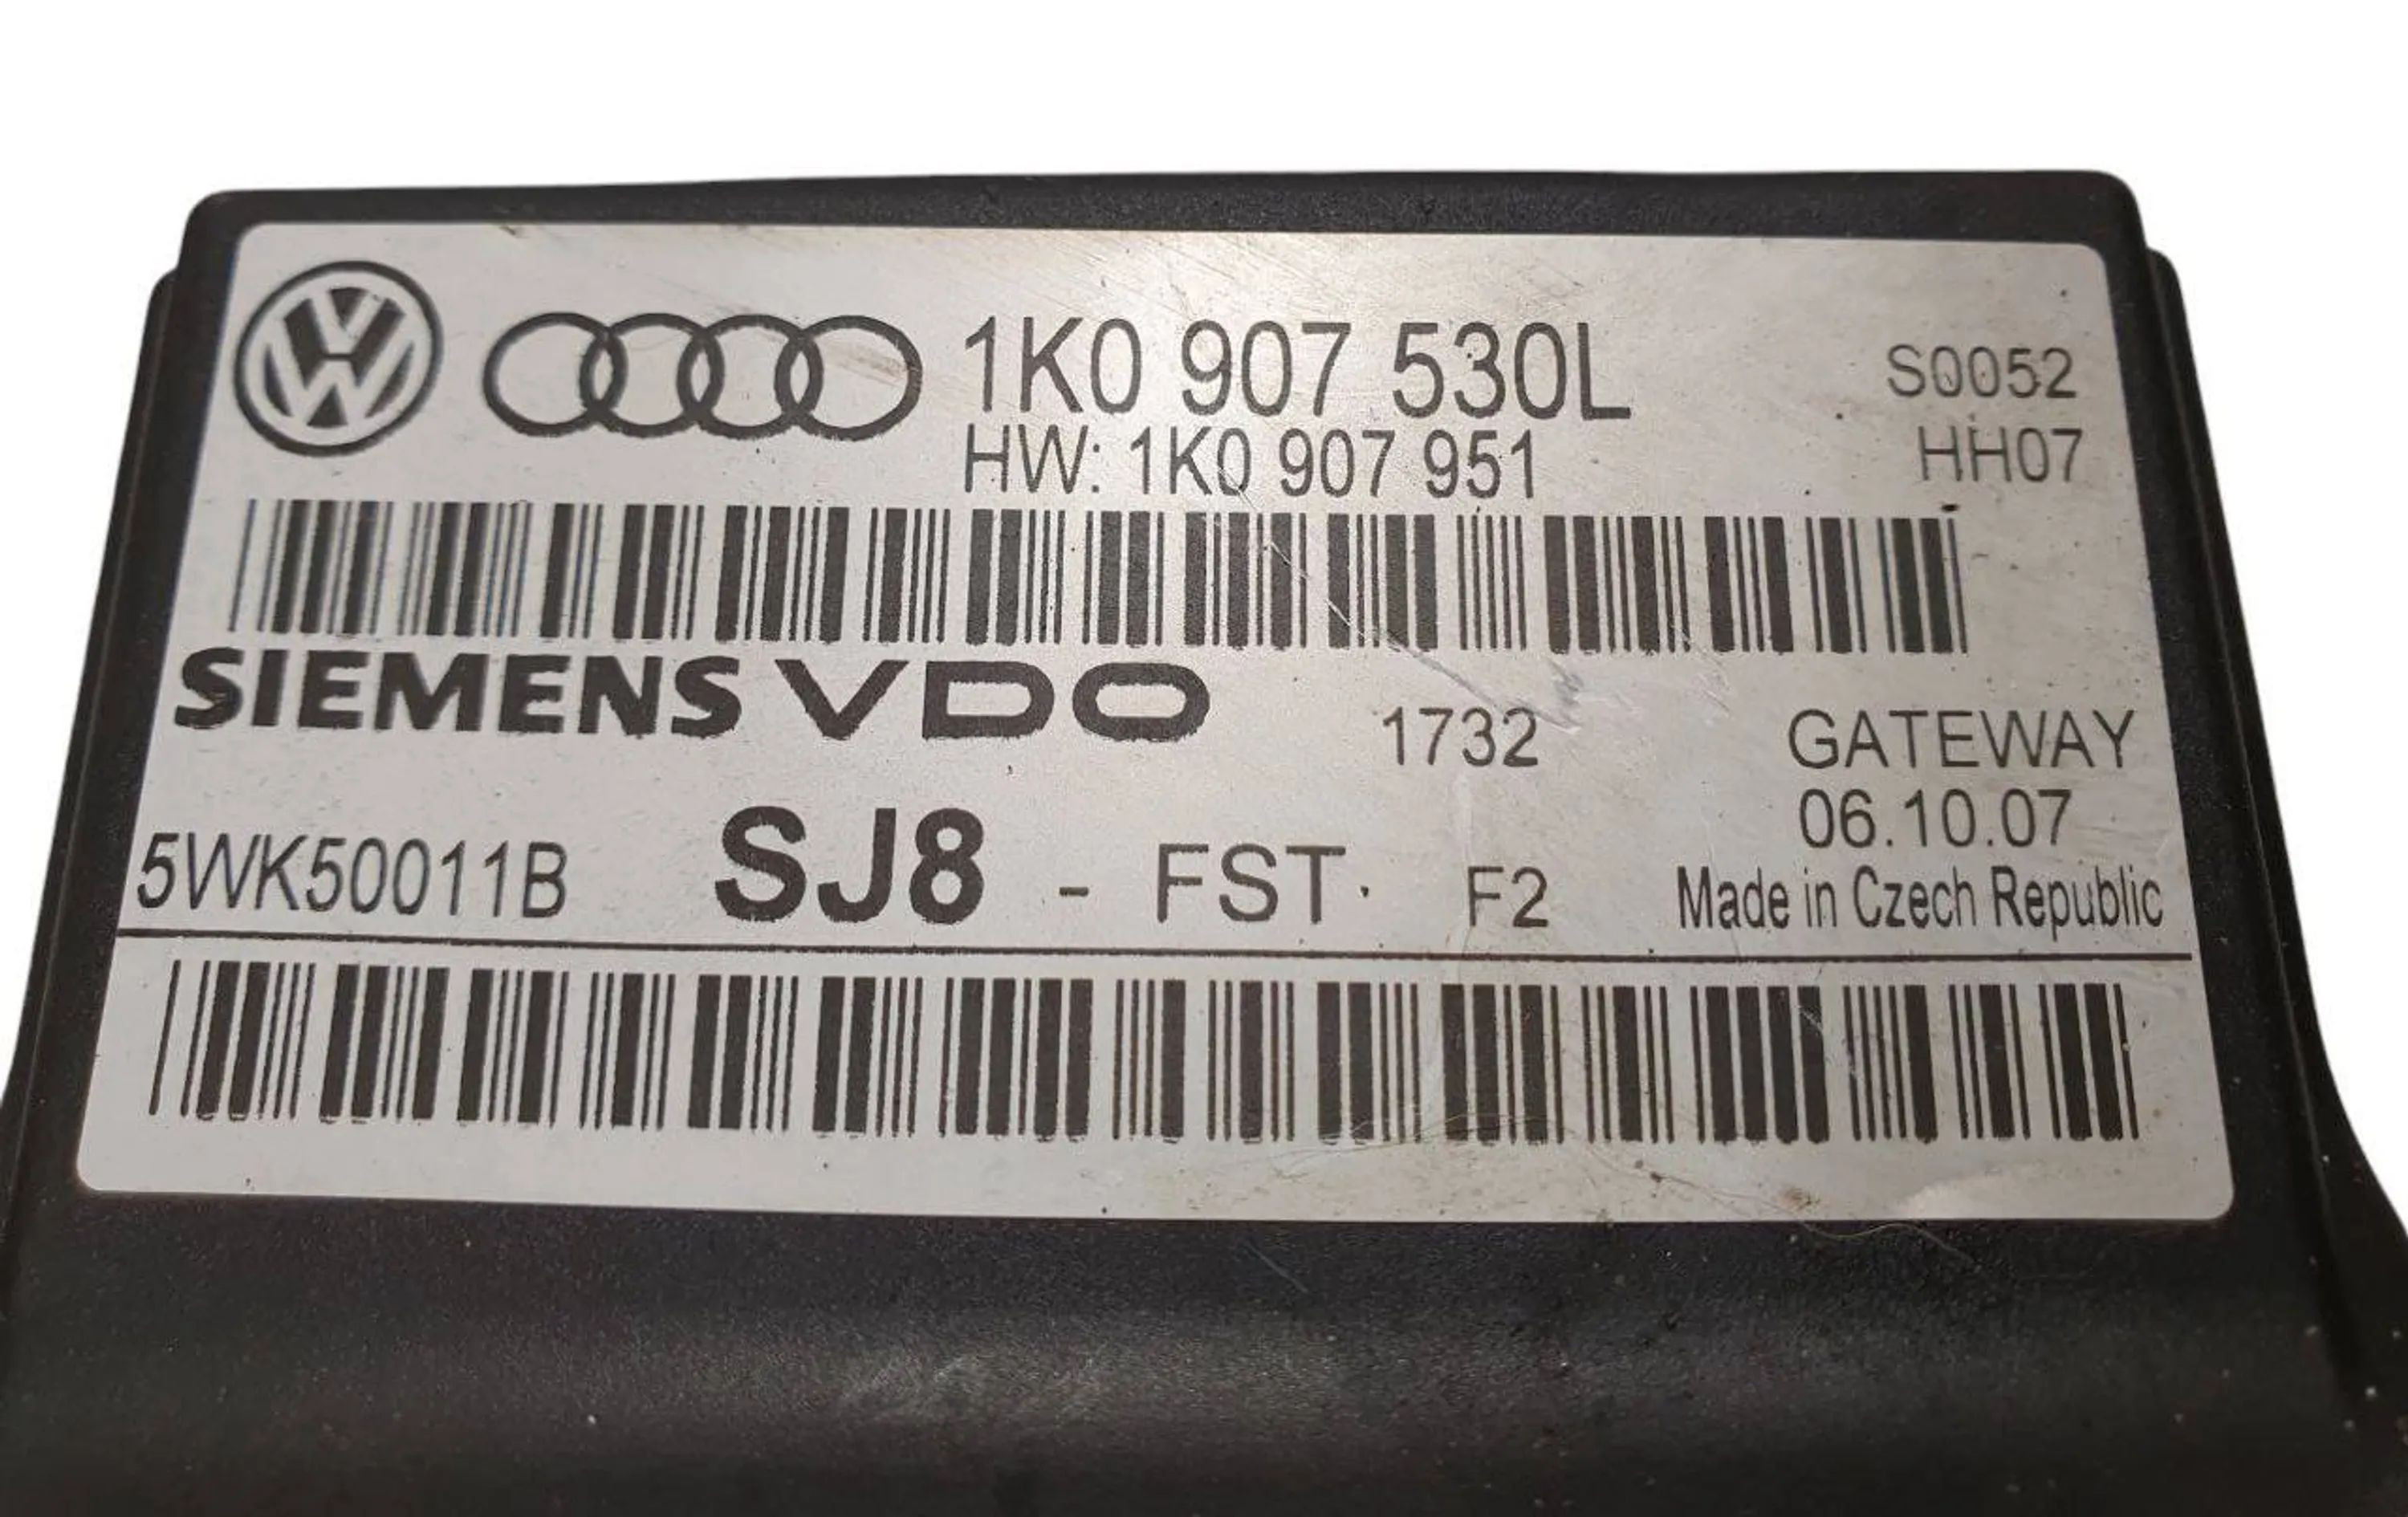 1K0 907 530L S0052
HW: 1K0 907 951 HH07
SIEMENS VDO 1732 GATEWAY
06.10.07
5WK50011B SJ8 - FST F2 Made in Czech Republic